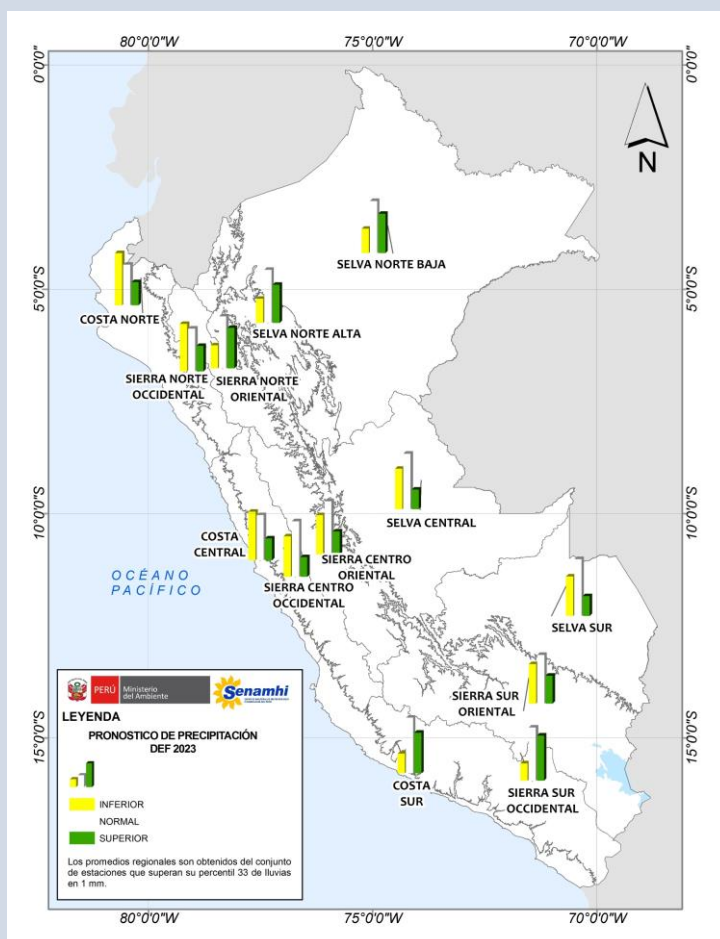 80°0'0"W 75°0'0"W 70°0'0"W
0°0'0"
0°0'0"
N
SELVA NORTE BAJA
5°0'0"S
5°0'0"S
COSTA NORTE
SELVA NORTE ALTA
SIERRA NORTE
OCCIDENTAL
SIERRA NORTE
ORIENTAL
10°0'0"S
10°0'0"S
SELVA CENTRAL
COSTA
CENTRAL
SIERRA CENTRO
ORIENTAL
SIERRA CENTRO
OCCIDENTAL
OCÉANO
PACÍFICO
SELVA SUR
SIERRA SUR
ORIENTAL
15°0'0"S
15°0'0"S
COSTA
SUR
SIERRA SUR
OCCIDENTAL
PERÚ Ministerio
del Ambiente
Senamhi
LEYENDA
PRONOSTICO DE PRECIPITACIÓN
DEF 2023
INFERIOR
NORMAL
SUPERIOR
Los promedios regionales son obtenidos del conjunto
de estaciones que superan su percentil 33 de lluvias
en 1 mm.
80°0'0"W 75°0'0"W 70°0'0"W